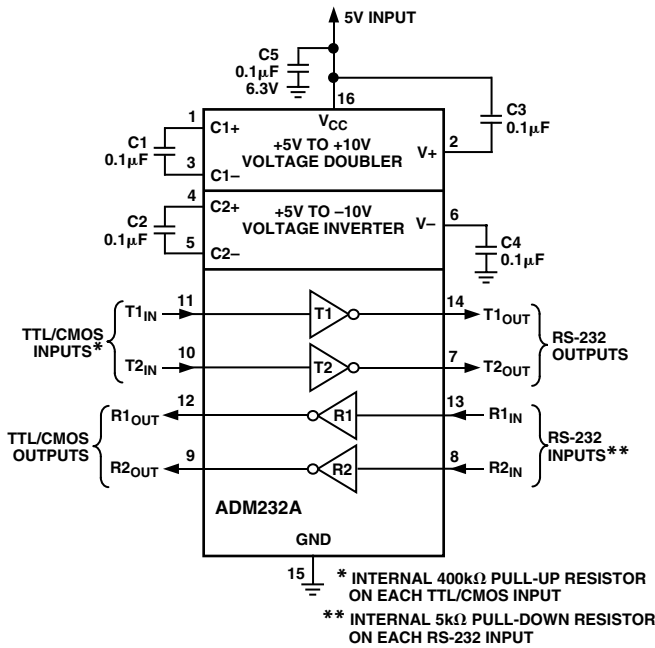 5V INPUT
C5
0.1µF
6.3V
16
C3
0.1µF
1
C1+
VCC
C1
0.1µF
+5V TO +10V
VOLTAGE DOUBLER
V+
2
3
C1–
4
C2+
C2
0.1µF
+5V TO –10V
VOLTAGE INVERTER
V–
6
5
C2–
C4
0.1µF
TTL/CMOS
INPUTS*
T1IN
11
T1
14
T1OUT
T2IN
10
T2
7
T2OUT
RS-232
OUTPUTS
TTL/CMOS
OUTPUTS
R1OUT
12
R1
13
R1IN
R2OUT
9
R2
8
R2IN
RS-232
INPUTS**
ADM232A
GND
15
* INTERNAL 400kΩ PULL-UP RESISTOR
ON EACH TTL/CMOS INPUT
** INTERNAL 5kΩ PULL-DOWN RESISTOR
ON EACH RS-232 INPUT